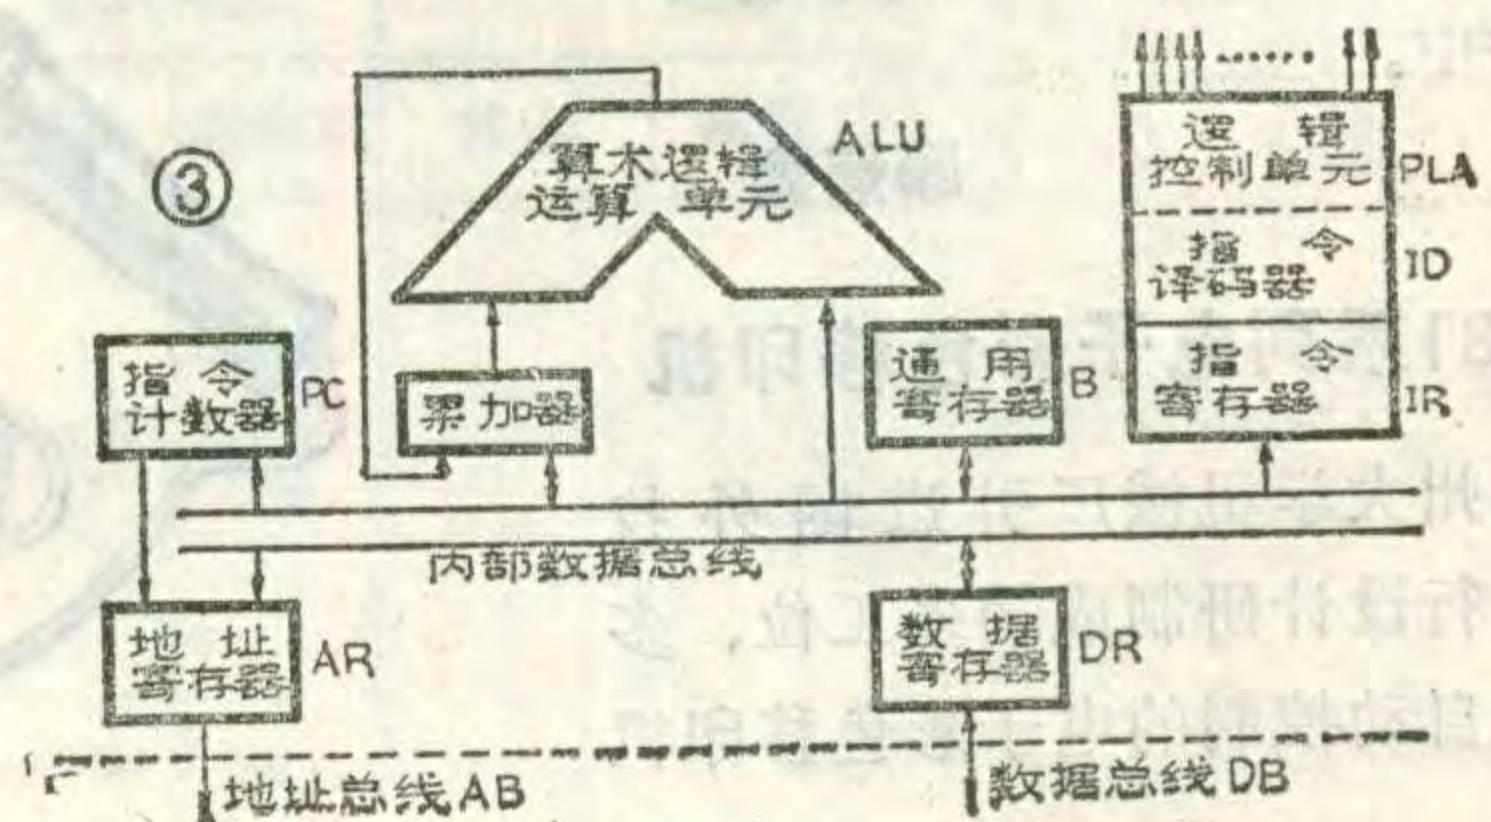 ③
算术逻辑
运算 单元
ALU
逻 辑
控制单元
PLA
指 令
译码器
ID
指 令
寄存器
IR
指 令
计数器
PC
累加器
通 用
寄存器
B
内部数据总线
地 址
寄存器
AR
数 据
寄存器
DR
地址总线AB
数据总线DB